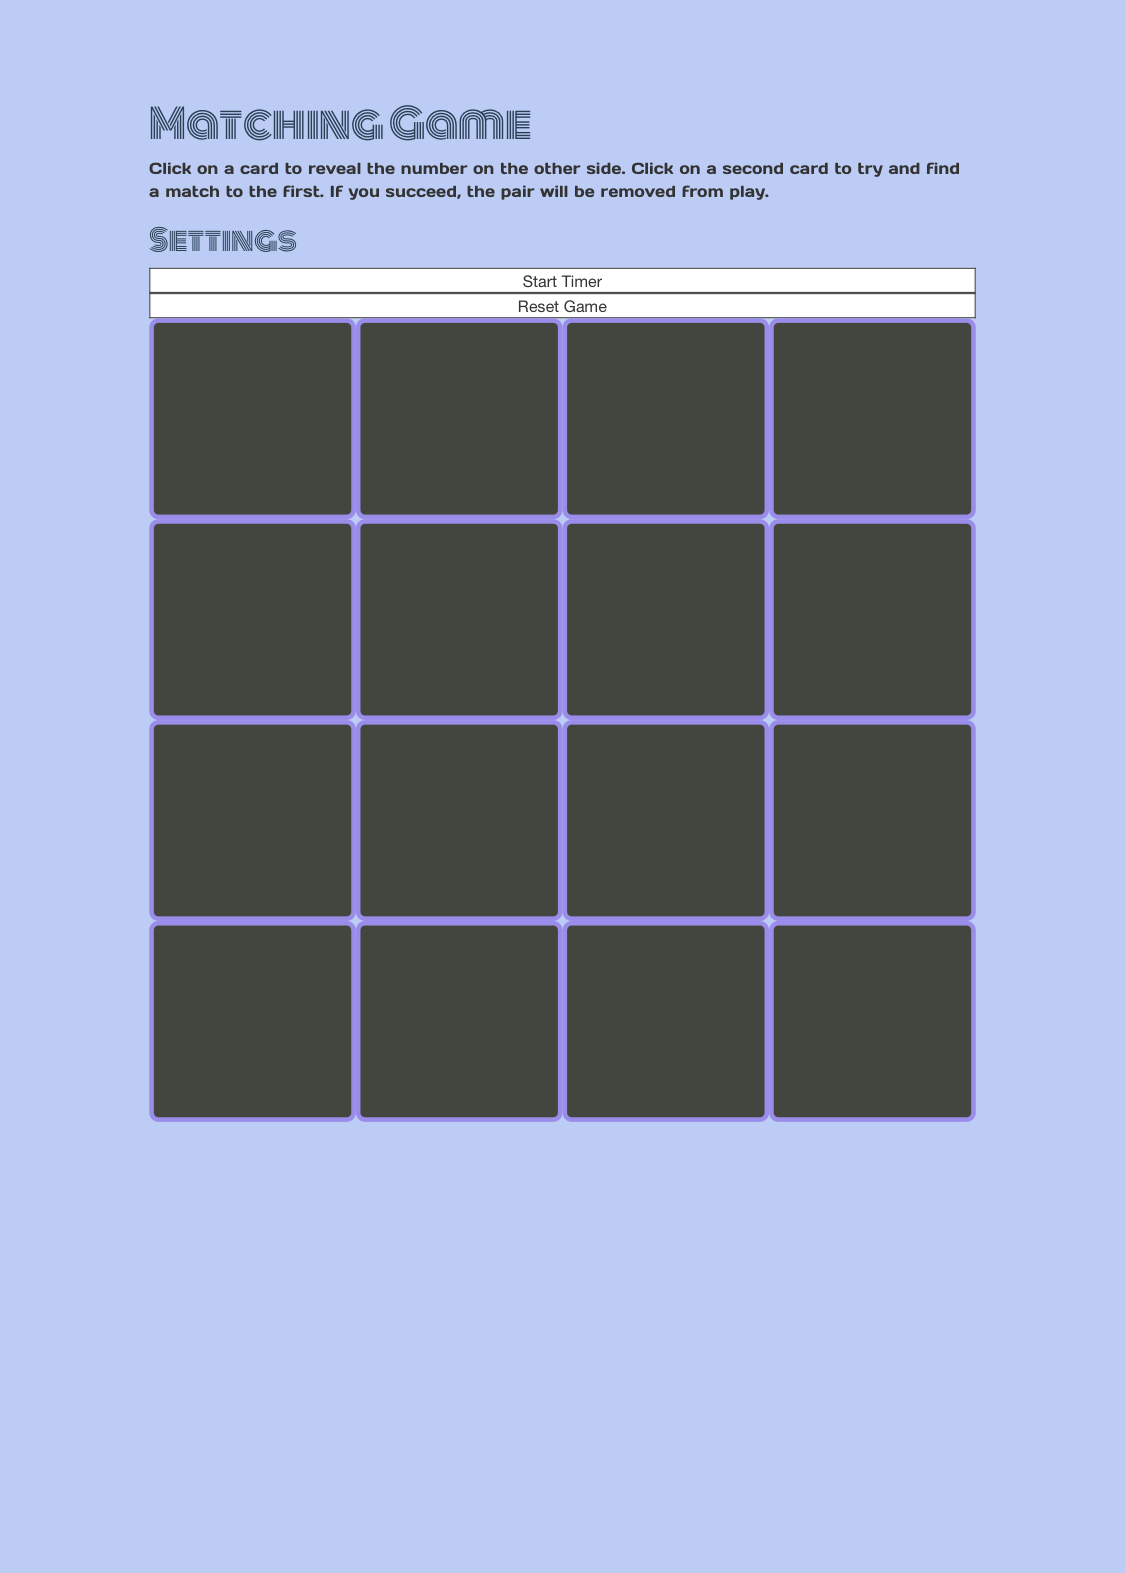 Matching Game
Click on a card to reveal the number on the other side. Click on a second card to try and find
a match to the first. If you succeed, the pair will be removed from play.
Settings
Start Timer
Reset Game